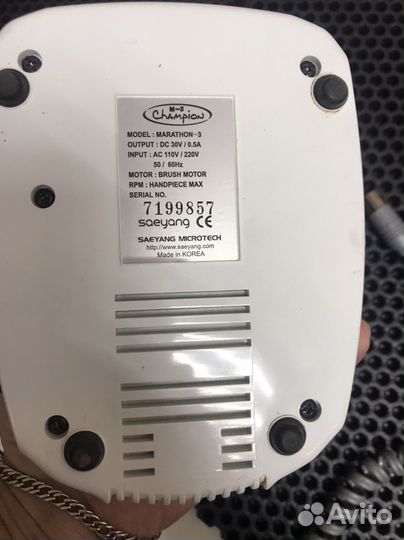 M-3
Champion
MODEL : MARATHON-3
OUTPUT : DC 30V / 0.5A
INPUT : AC 110V / 220V
50 / 60Hz
MOTOR : BRUSH MOTOR
RPM : HANDPIECE MAX
SERIAL NO.
7199857
saeyang CE
SAEYANG MICROTECH
http://www.saeyang.com
Made in KOREA
Avito